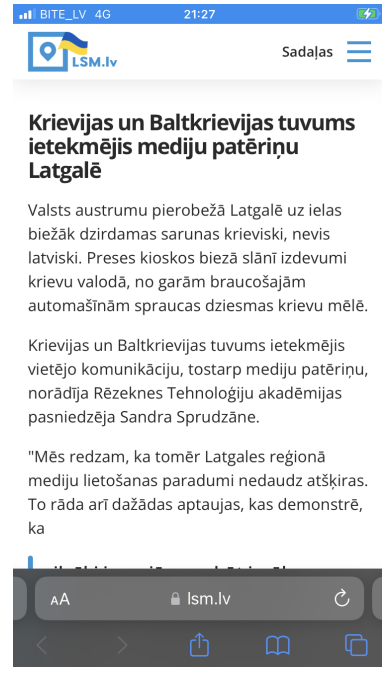 BITE_LV 4G 21:27
LSM.lv
Sadaļas
Krievijas un Baltkrievijas tuvums
ietekmējis mediju patēriņu
Latgalē
Valsts austrumu pierobežā Latgalē uz ielas
biežāk dzirdamas sarunas krieviski, nevis
latviski. Preses kioskos biezā slānī izdevumi
krievu valodā, no garām braucošajām
automašīnām spraucas dziesmas krievu mēlē.
Krievijas un Baltkrievijas tuvums ietekmējis
vietējo komunikāciju, tostarp mediju patēriņu,
norādīja Rēzeknes Tehnoloģiju akadēmijas
pasniedzēja Sandra Sprudzāne.
"Mēs redzam, ka tomēr Latgales reģionā
mediju lietošanas paradumi nedaudz atšķiras.
To rāda arī dažādas aptaujas, kas demonstrē,
ka
AA lsm.lv